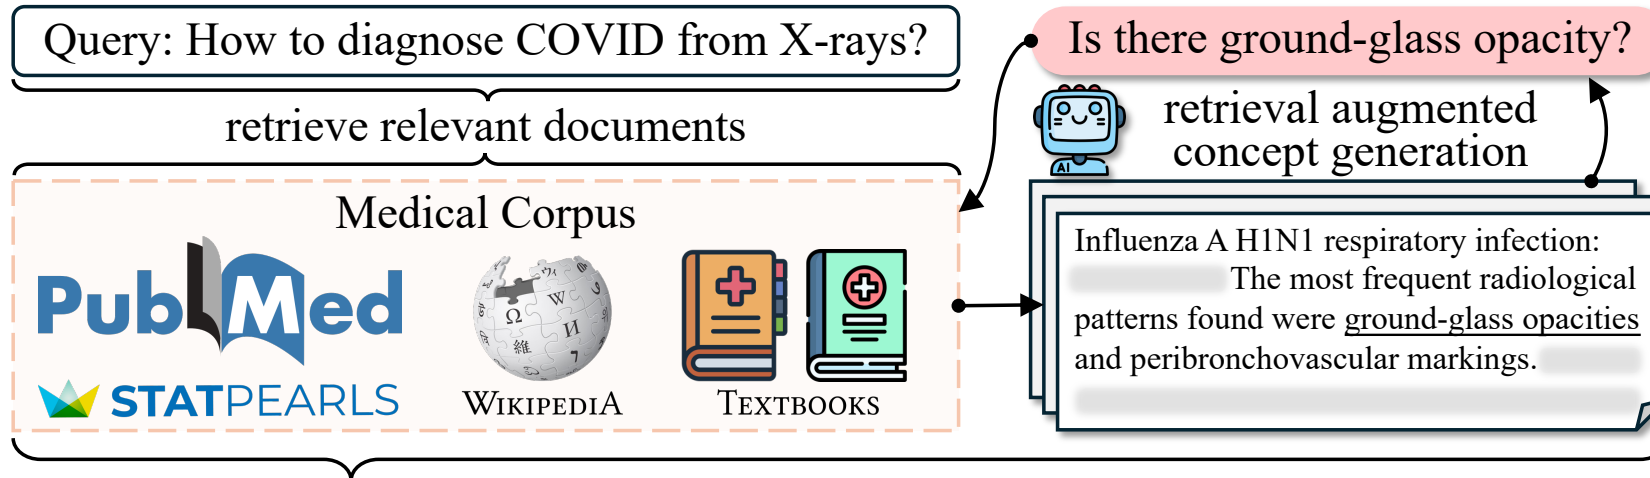 Query: How to diagnose COVID from X-rays?
retrieve relevant documents
Medical Corpus
PubMed
STATPEARLS
WIKIPEDIA
TEXTBOOKS
Is there ground-glass opacity?
AI
retrieval augmented
concept generation
Influenza A H1N1 respiratory infection:
The most frequent radiological
patterns found were ground-glass opacities
and peribronchovascular markings.